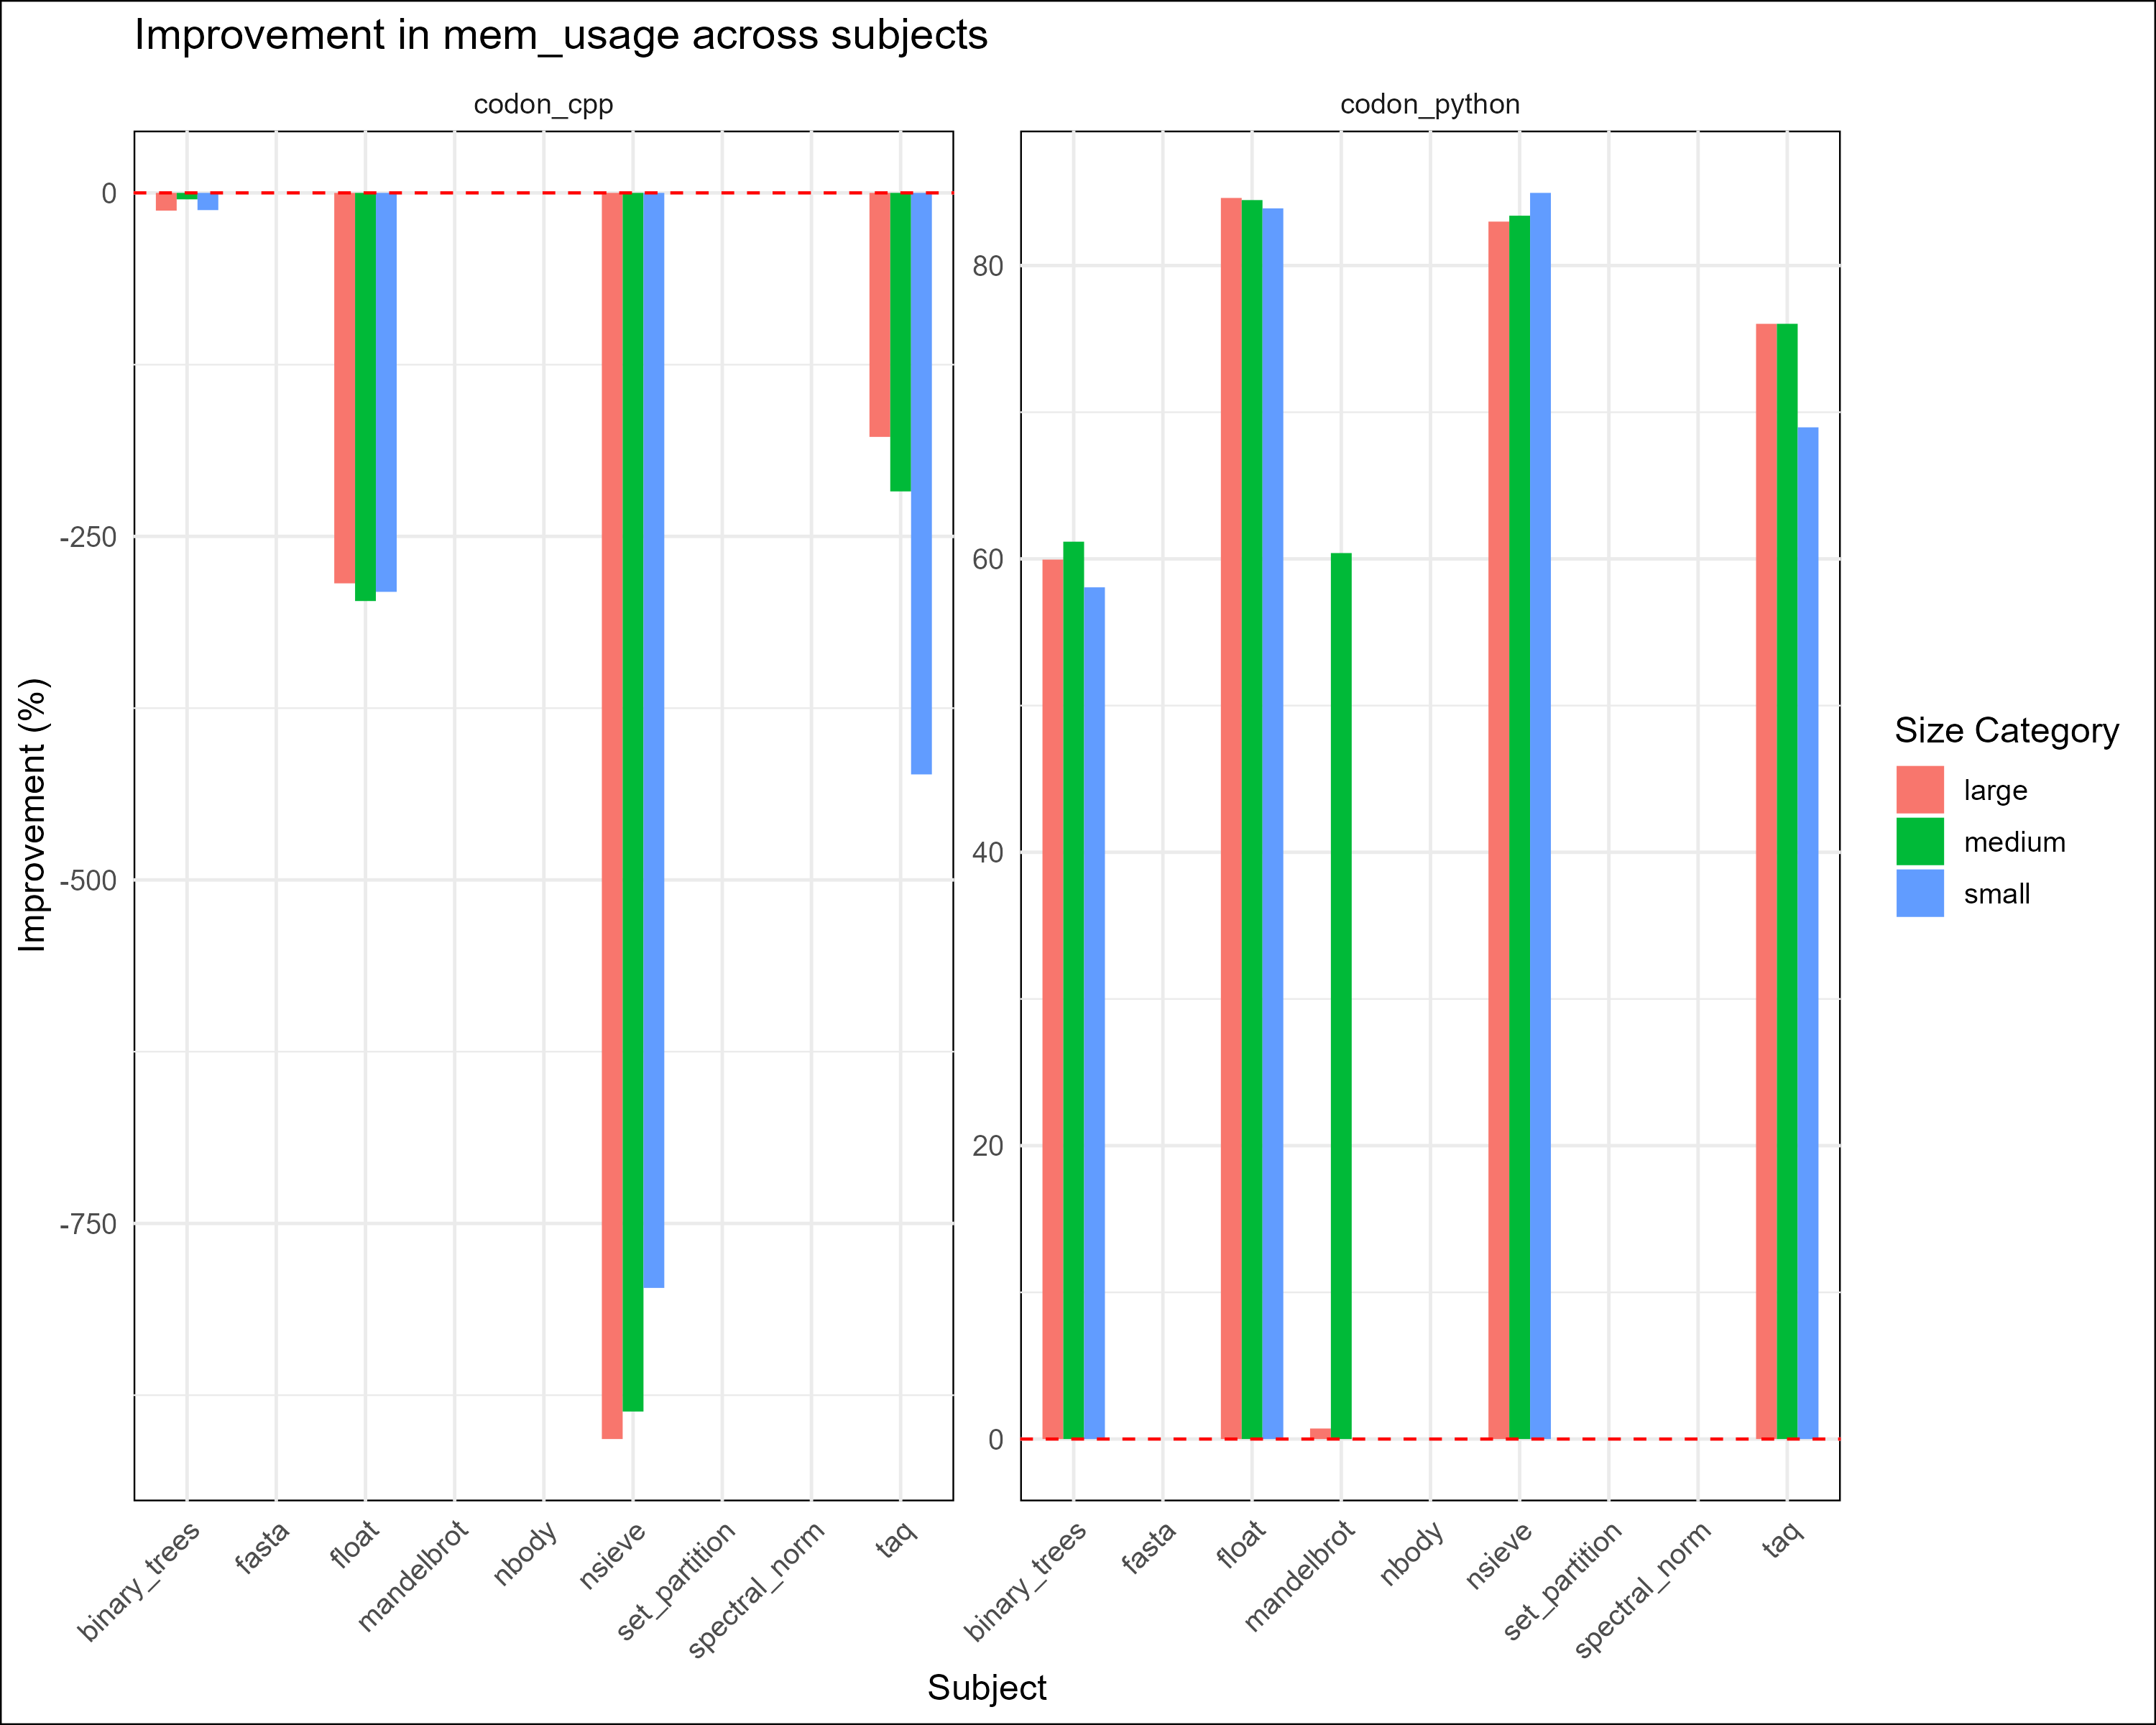 Improvement in mem_usage across subjects
codon_cpp
codon_python
Improvement (%)
0
-250
-500
-750
80
60
40
20
0
binary_trees
fasta
float
mandelbrot
nbody
nsieve
set_partition
spectral_norm
taq
binary_trees
fasta
float
mandelbrot
nbody
nsieve
set_partition
spectral_norm
taq
Subject
Size Category
large
medium
small